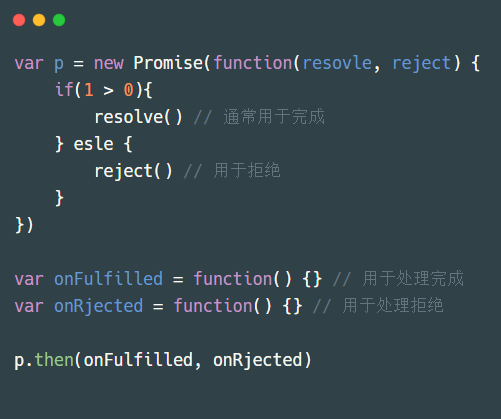 var p = new Promise(function(resovle, reject) {
if(1 > 0){
resolve() // 通常用于完成
} esle {
reject() // 用于拒绝
}
})
var onFulfilled = function() {} // 用于处理完成
var onRjected = function() {} // 用于处理拒绝
p.then(onFulfilled, onRjected)